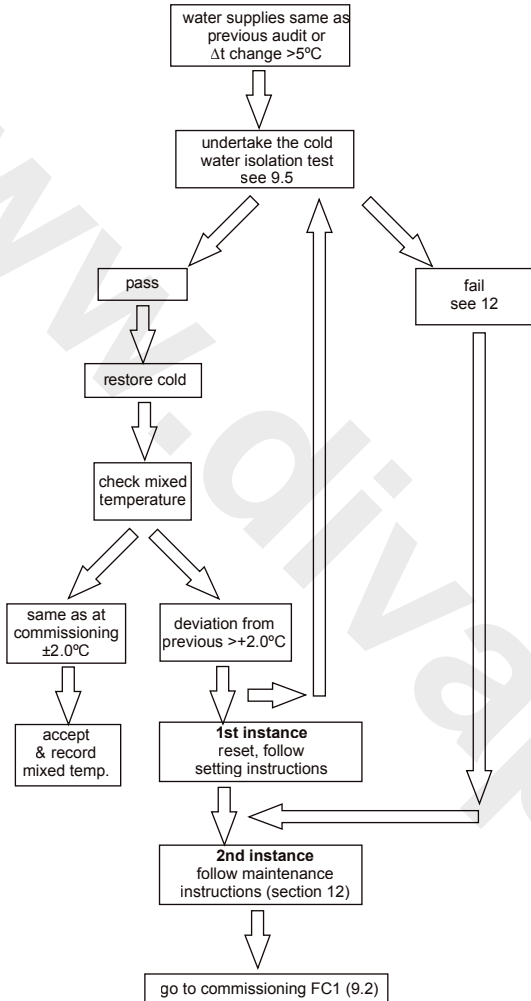 water supplies same as
previous audit or
Δt change >5ºC
undertake the cold
water isolation test
see 9.5
pass
fail
see 12
restore cold
check mixed
temperature
same as at
commissioning
±2.0ºC
deviation from
previous >+2.0ºC
accept
& record
mixed temp.
1st instance
reset, follow
setting instructions
2nd instance
follow maintenance
instructions (section 12)
go to commissioning FC1 (9.2)
www.divap